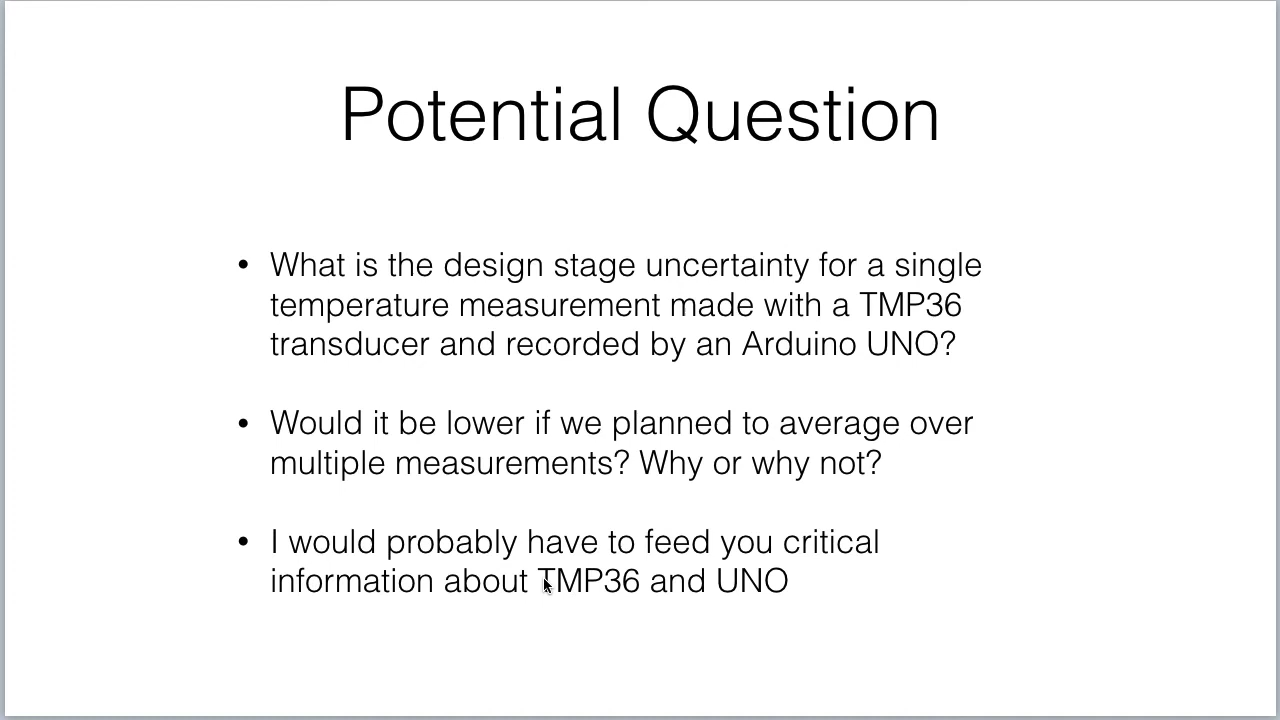 Potential Question
• What is the design stage uncertainty for a single
temperature measurement made with a TMP36
transducer and recorded by an Arduino UNO?
• Would it be lower if we planned to average over
multiple measurements? Why or why not?
• I would probably have to feed you critical
information about TMP36 and UNO